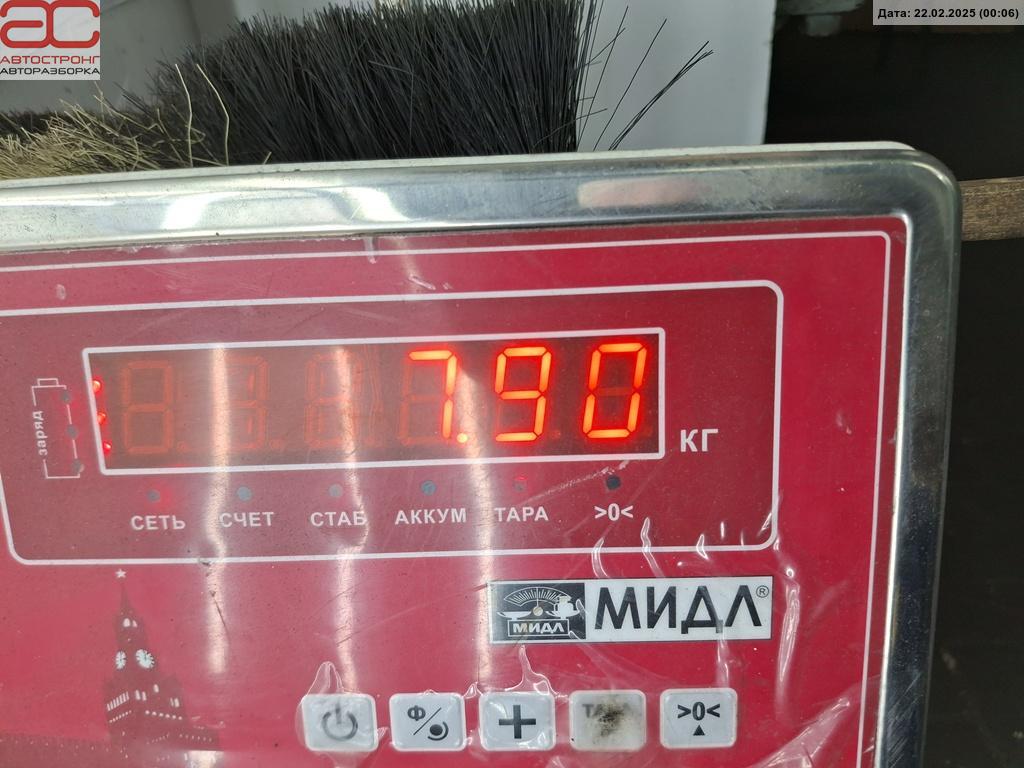 Дата: 22.02.2025 (00:06)
ac
АВТОСТРОНГ
АВТОРАЗБОРКА
заряд
7.90
КГ
СЕТЬ СЧЕТ СТАБ АККУМ ТАРА >0<
МИДЛ МИДЛ®
Ф/ + >0<